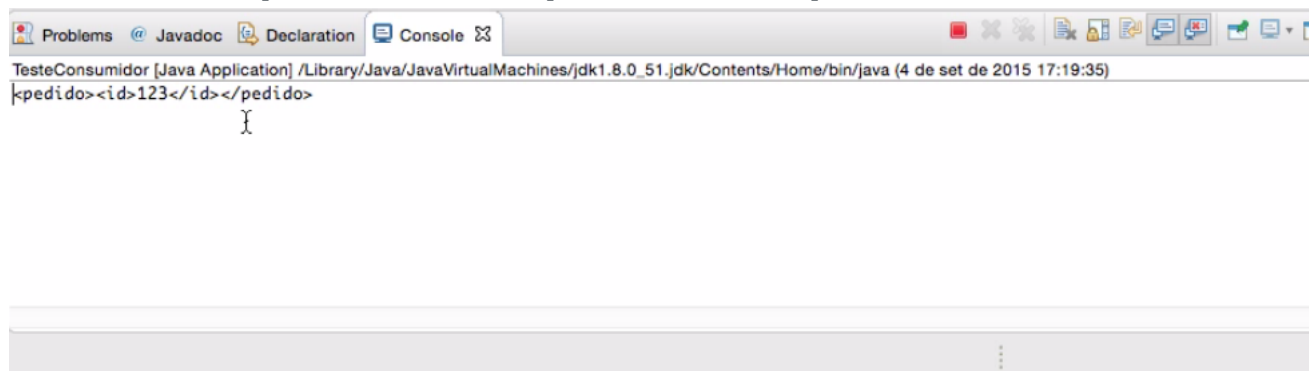 Problems @ Javadoc Declaration Console
TesteConsumidor [Java Application] /Library/Java/JavaVirtualMachines/jdk1.8.0_51.jdk/Contents/Home/bin/java (4 de set de 2015 17:19:35)
<pedido><id>123</id></pedido>